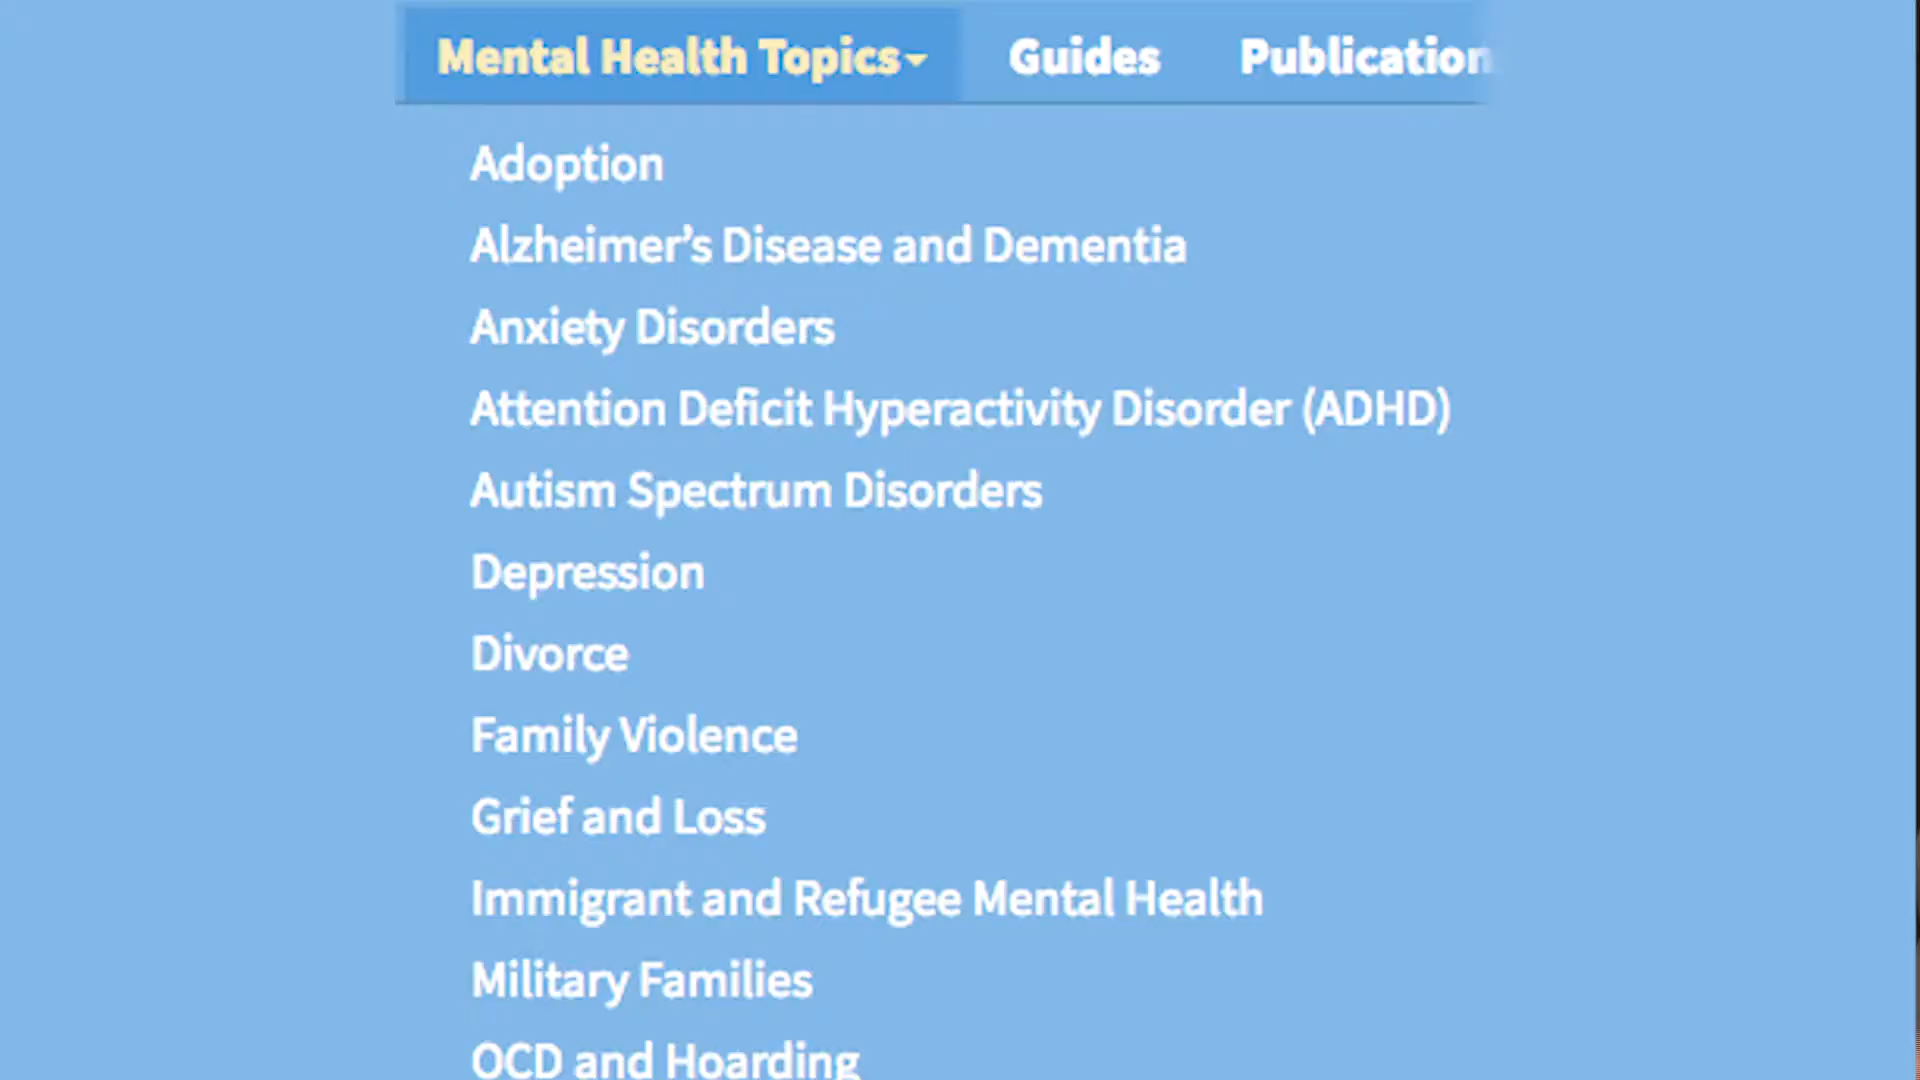 Mental Health Topics Guides Publication
Adoption
Alzheimer’s Disease and Dementia
Anxiety Disorders
Attention Deficit Hyperactivity Disorder (ADHD)
Autism Spectrum Disorders
Depression
Divorce
Family Violence
Grief and Loss
Immigrant and Refugee Mental Health
Military Families
OCD and Hoarding